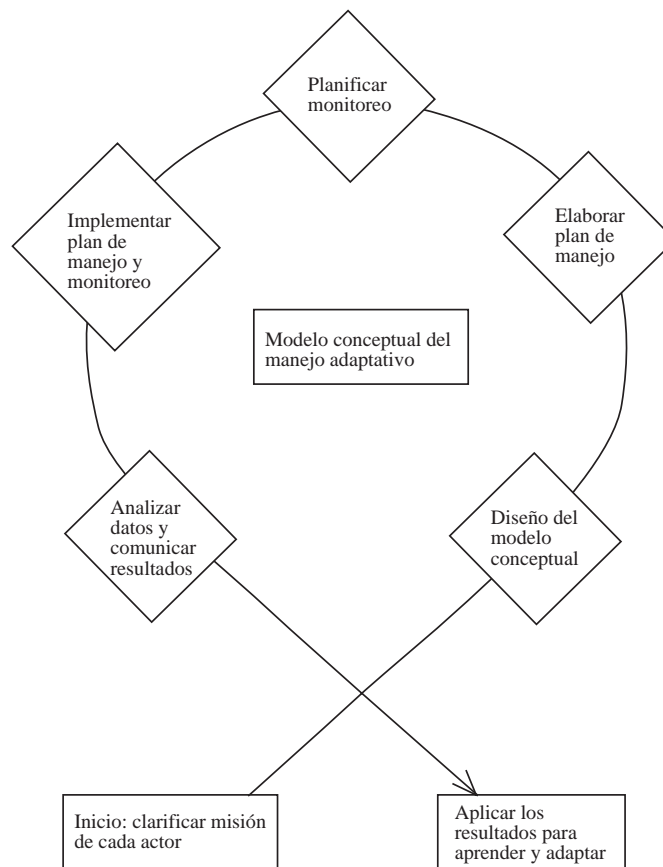 Planificar
monitoreo
Implementar
plan de
manejo y
monitoreo
Elaborar
plan de
manejo
Modelo conceptual del
manejo adaptativo
Analizar
datos y
comunicar
resultados
Diseño del
modelo
conceptual
Inicio: clarificar misión
de cada actor
Aplicar los
resultados para
aprender y adaptar